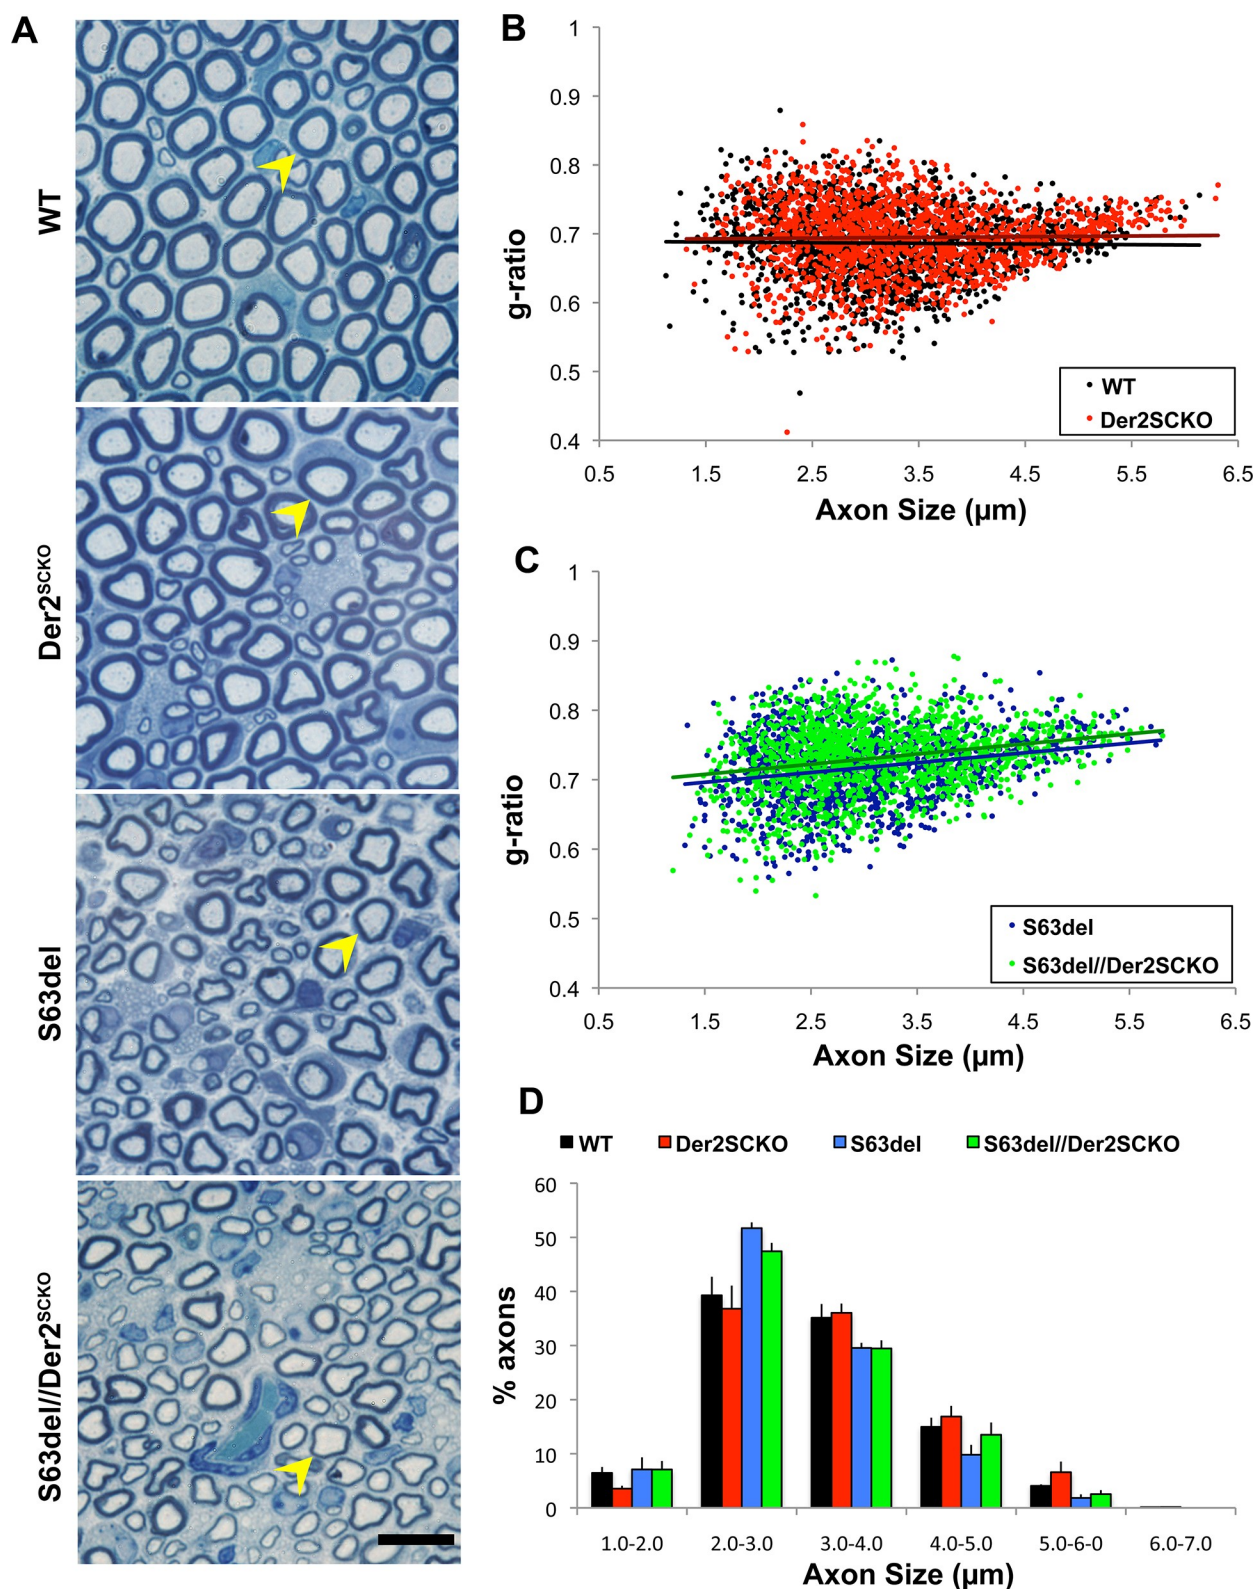 A
WT
Der2SCKO
S63del
S63del//Der2SCKO
B
1
0.9
0.8
0.7
0.6
0.5
0.4
g-ratio
WT
Der2SCKO
0.5 1.5 2.5 3.5 4.5 5.5 6.5
Axon Size (µm)
C
1
0.9
0.8
0.7
0.6
0.5
0.4
g-ratio
S63del
S63del//Der2SCKO
0.5 1.5 2.5 3.5 4.5 5.5 6.5
Axon Size (µm)
D
WT Der2SCKO S63del S63del//Der2SCKO
60
50
40
30
20
10
0
% axons
1.0-2.0 2.0-3.0 3.0-4.0 4.0-5.0 5.0-6-0 6.0-7.0
Axon Size (µm)